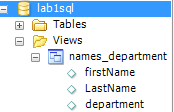 lab1sql
Tables
Views
names_department
firstName
LastName
department